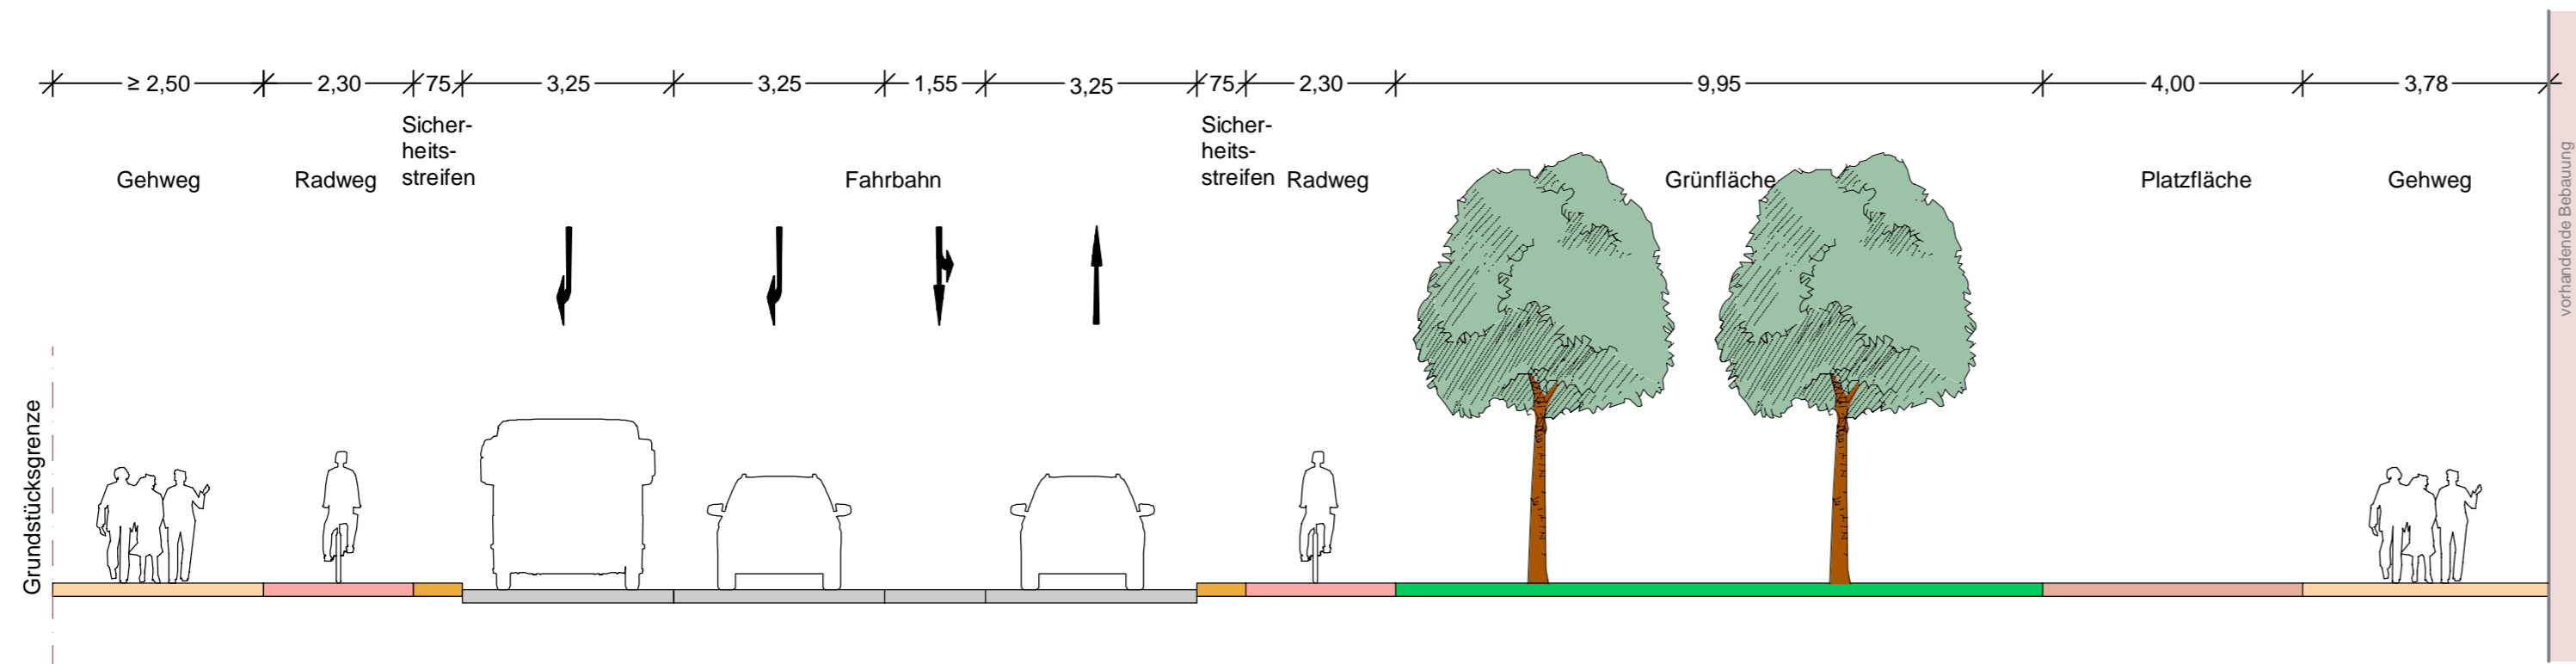 ≥ 2,50 2,30 75 3,25 3,25 1,55 3,25 75 2,30 9,95 4,00 3,78
Gehweg
Radweg
Sicher-
heits-
streifen
Fahrbahn
Sicher-
heits-
streifen
Radweg
Grünfläche
Platzfläche
Gehweg
Grundstücksgrenze
vorhandende Bebauung